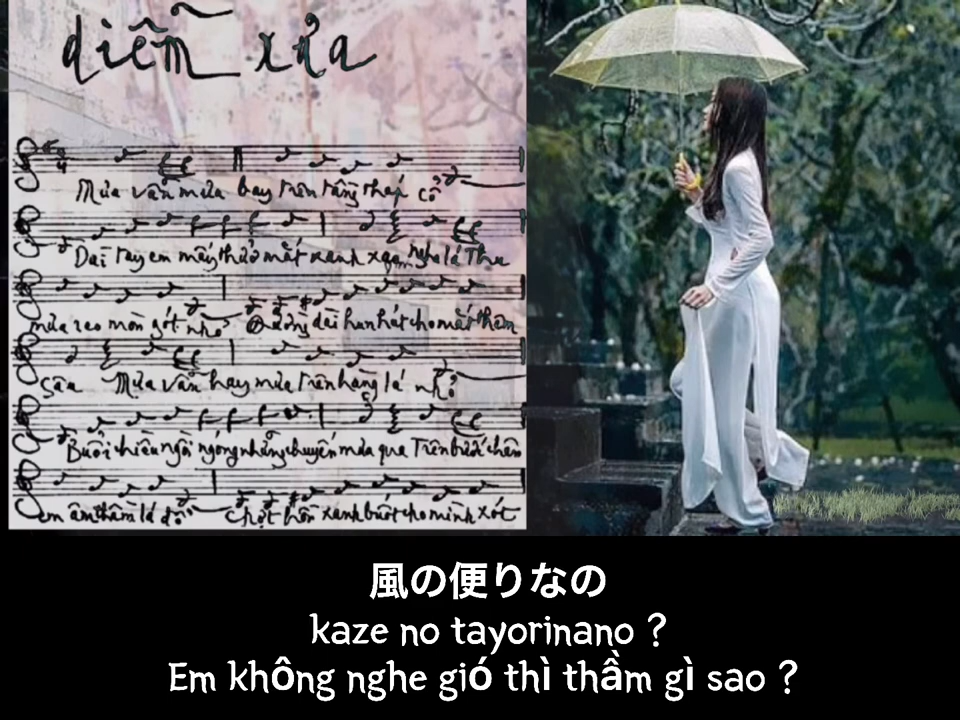 diễm xưa
Mưa vẫn mưa bay trên tầng tháp cổ
Dài tay em mấy thuở mắt xanh xao nghe lá Thu
mưa reo mòn gót nhỏ Đường dài hun hút cho mắt thêm
sâu Mưa vẫn hay mưa trên hàng lá nhỏ
Buổi chiều ngồi ngóng những chuyến mưa qua Trên bước chân
em âm thầm lá đổ Chợt hồn xanh buốt cho mình xót
風の便りなの
kaze no tayorinano ?
Em không nghe gió thì thầm gì sao ?